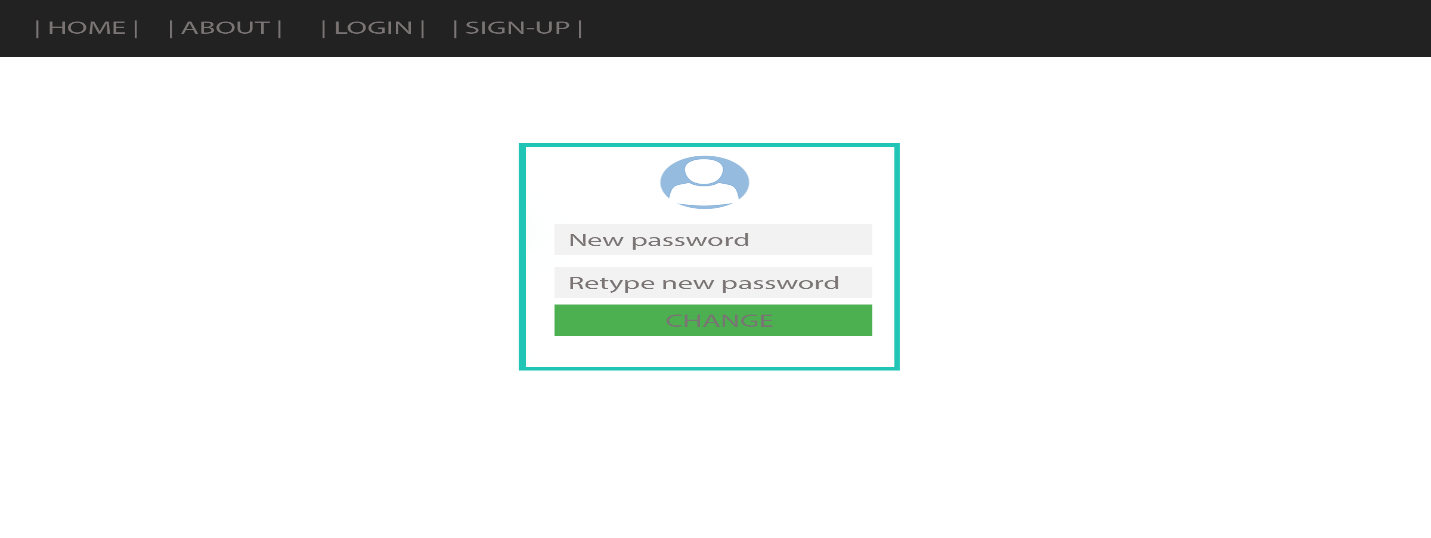 | HOME | | ABOUT | | LOGIN | | SIGN-UP |
New password
Retype new password
CHANGE